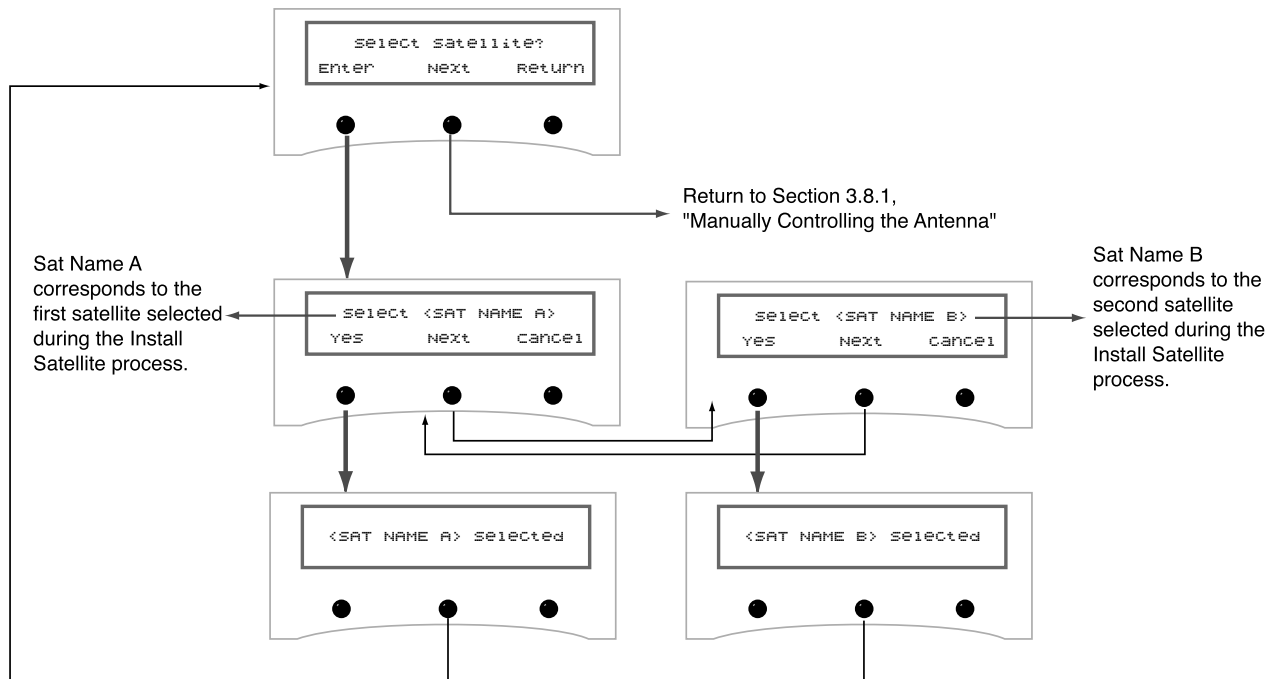 Select Satellite?
Enter Next Return
Return to Section 3.8.1,
"Manually Controlling the Antenna"
Sat Name A
corresponds to the
first satellite selected
during the Install
Satellite process.
Select <SAT NAME A>
Yes Next Cancel
Select <SAT NAME B>
Yes Next Cancel
Sat Name B
corresponds to the
second satellite
selected during the
Install Satellite
process.
<SAT NAME A> Selected
<SAT NAME B> Selected